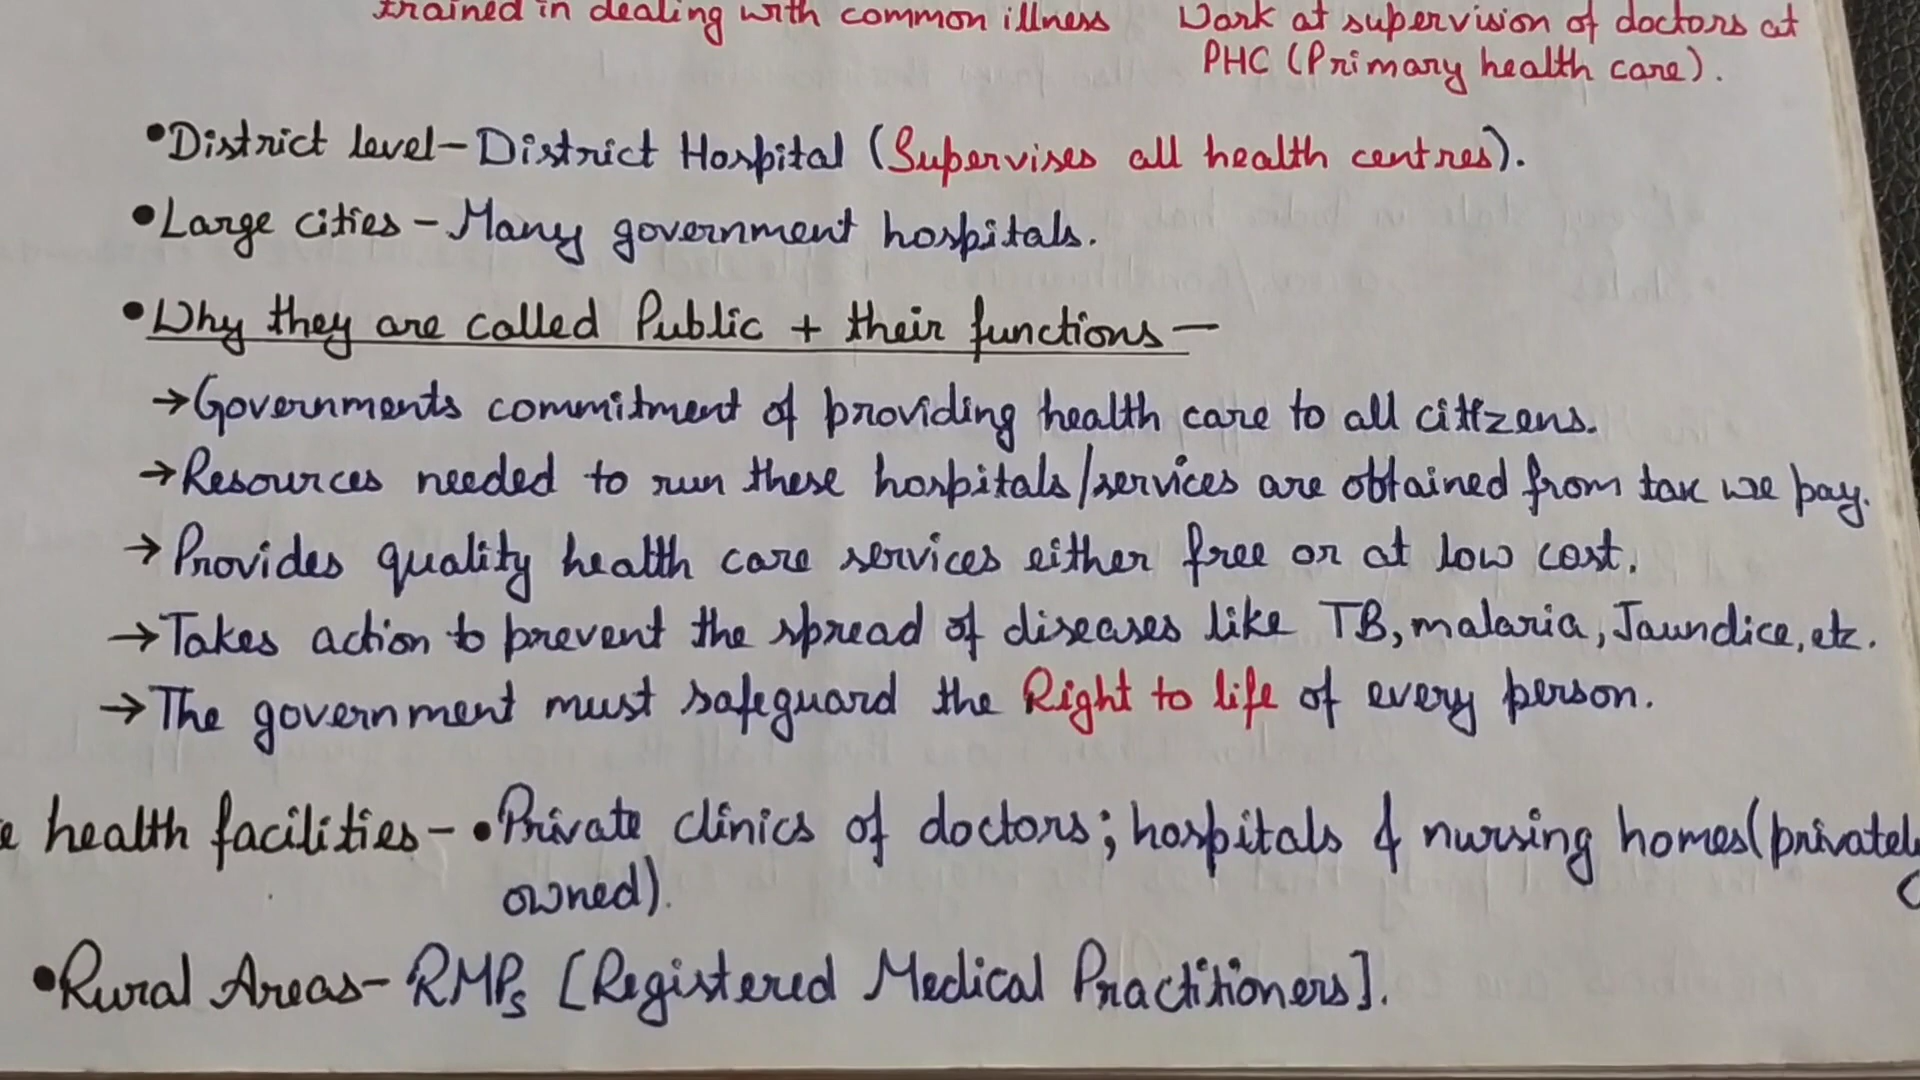 trained in dealing with common illness
Work at supervision of doctors at
PHC (Primary health care).
•District level-District Hospital (Supervises all health centres).
•Large cities-Many government hospitals.
•Why they are called Public + their functions-
→Governments commitment of providing health care to all citizens.
→Resources needed to run these hospitals/services are obtained from tax we pay.
→Provides quality health care services either free or at low cost.
→Takes action to prevent the spread of diseases like TB, malaria, Jaundice, etc.
→The government must safeguard the Right to life of every person.
health facilities-•Private clinics of doctors; hospitals & nursing homes(privately
owned).
•Rural Areas-RMPs [Registered Medical Practitioners].